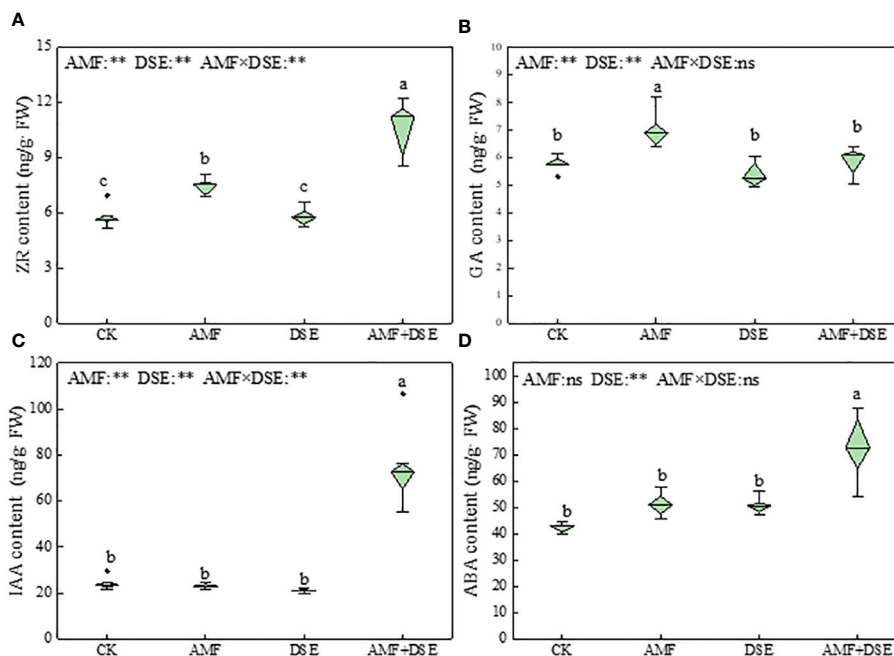 A
ZR content (ng/g· FW)
15
12
9
6
3
0
AMF:** DSE:** AMF×DSE:**
c
b
c
a
CK AMF DSE AMF+DSE
B
GA content (ng/g· FW)
10
9
8
7
6
5
4
3
2
1
0
AMF:** DSE:** AMF×DSE:ns
b
a
b
b
CK AMF DSE AMF+DSE
C
IAA content (ng/g· FW)
120
100
80
60
40
20
0
AMF:** DSE:** AMF×DSE:**
b
b
b
a
CK AMF DSE AMF+DSE
D
ABA content (ng/g· FW)
100
90
80
70
60
50
40
30
20
10
0
AMF:ns DSE:** AMF×DSE:ns
b
b
b
a
CK AMF DSE AMF+DSE